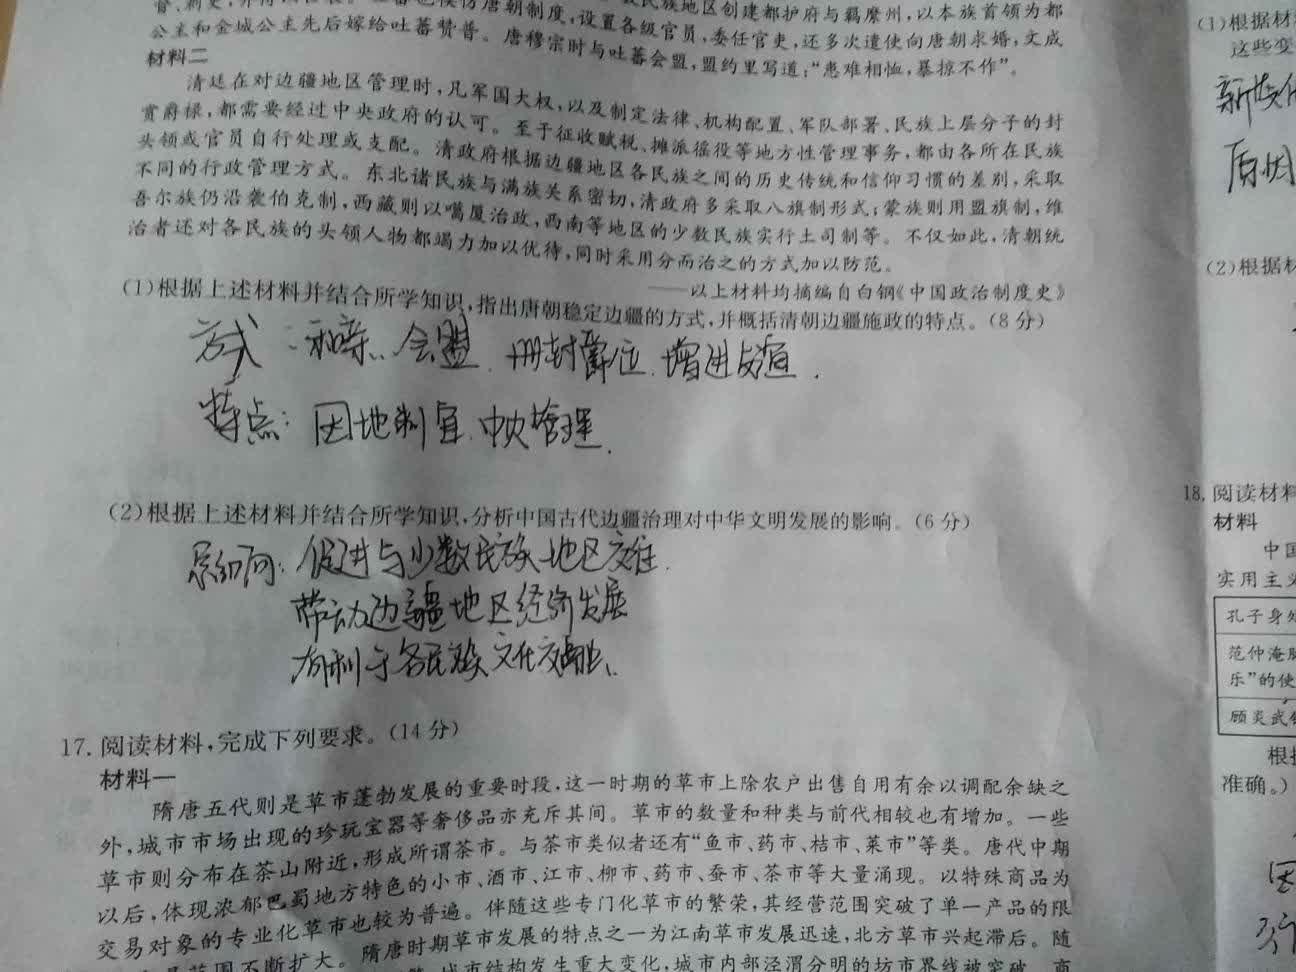 民族地区创建都护府与羁縻州,以本族首领为都
仿唐朝制度,设置各级官员,委任官吏,还多次遣使向唐朝求婚,文成
公主和金城公主先后嫁给吐蕃赞普。唐穆宗时与吐蕃会盟,盟约里写道:“患难相恤,暴掠不作”。
材料二
清廷在对边疆地区管理时,凡军国大权,以及制定法律、机构配置、军队部署、民族上层分子的封
赏爵禄,都需要经过中央政府的认可。至于征收赋税、摊派徭役等地方性管理事务,都由各所在民族
头领或官员自行处理或支配。清政府根据边疆地区各民族之间的历史传统和信仰习惯的差别,采取
不同的行政管理方式。东北诸民族与满族关系密切,清政府多采取八旗制形式;蒙族则用盟旗制,维
吾尔族仍沿袭伯克制,西藏则以噶厦治政,西南等地区的少数民族实行土司制等。不仅如此,清朝统
治者还对各民族的头领人物都竭力加以优待,同时采用分而治之的方式加以防范。
——以上材料均摘编自白钢《中国政治制度史》
(1)根据上述材料并结合所学知识,指出唐朝稳定边疆的方式,并概括清朝边疆施政的特点。(8分)
方式:和亲、会盟、册封爵位、增进友谊.
特点:因地制宜、中央管理.
(2)根据上述材料并结合所学知识,分析中国古代边疆治理对中华文明发展的影响。(6分)
影响:促进与少数民族地区交往.
带动边疆地区经济发展
有利于各民族文化交融.
17.阅读材料,完成下列要求。(14分)
材料一
隋唐五代则是草市蓬勃发展的重要时段,这一时期的草市上除农户出售自用有余以调配余缺之
外,城市市场出现的珍玩宝器等奢侈品亦充斥其间。草市的数量和种类与前代相较也有增加。一些
草市则分布在茶山附近,形成所谓茶市。与茶市类似者还有“鱼市、药市、桔市、菜市”等类。唐代中期
以后,体现浓郁巴蜀地方特色的小市、酒市、江市、柳市、药市、蚕市、茶市等大量涌现。以特殊商品为
交易对象的专业化草市也较为普遍。伴随这些专门化草市的繁荣,其经营范围突破了单一产品的限
范围不断扩大。隋唐时期草市发展的特点之一为江南草市发展迅速,北方草市兴起滞后。随
城市结构发生重大变化,城市内部泾渭分明的坊市界线被突破,商
(1)根据材
这些变
原因
(2)根据材
18.阅读材料
材料
中国
实用主义
孔子身处
范仲淹
乐”的使
顾炎武
根据
准确。)
因